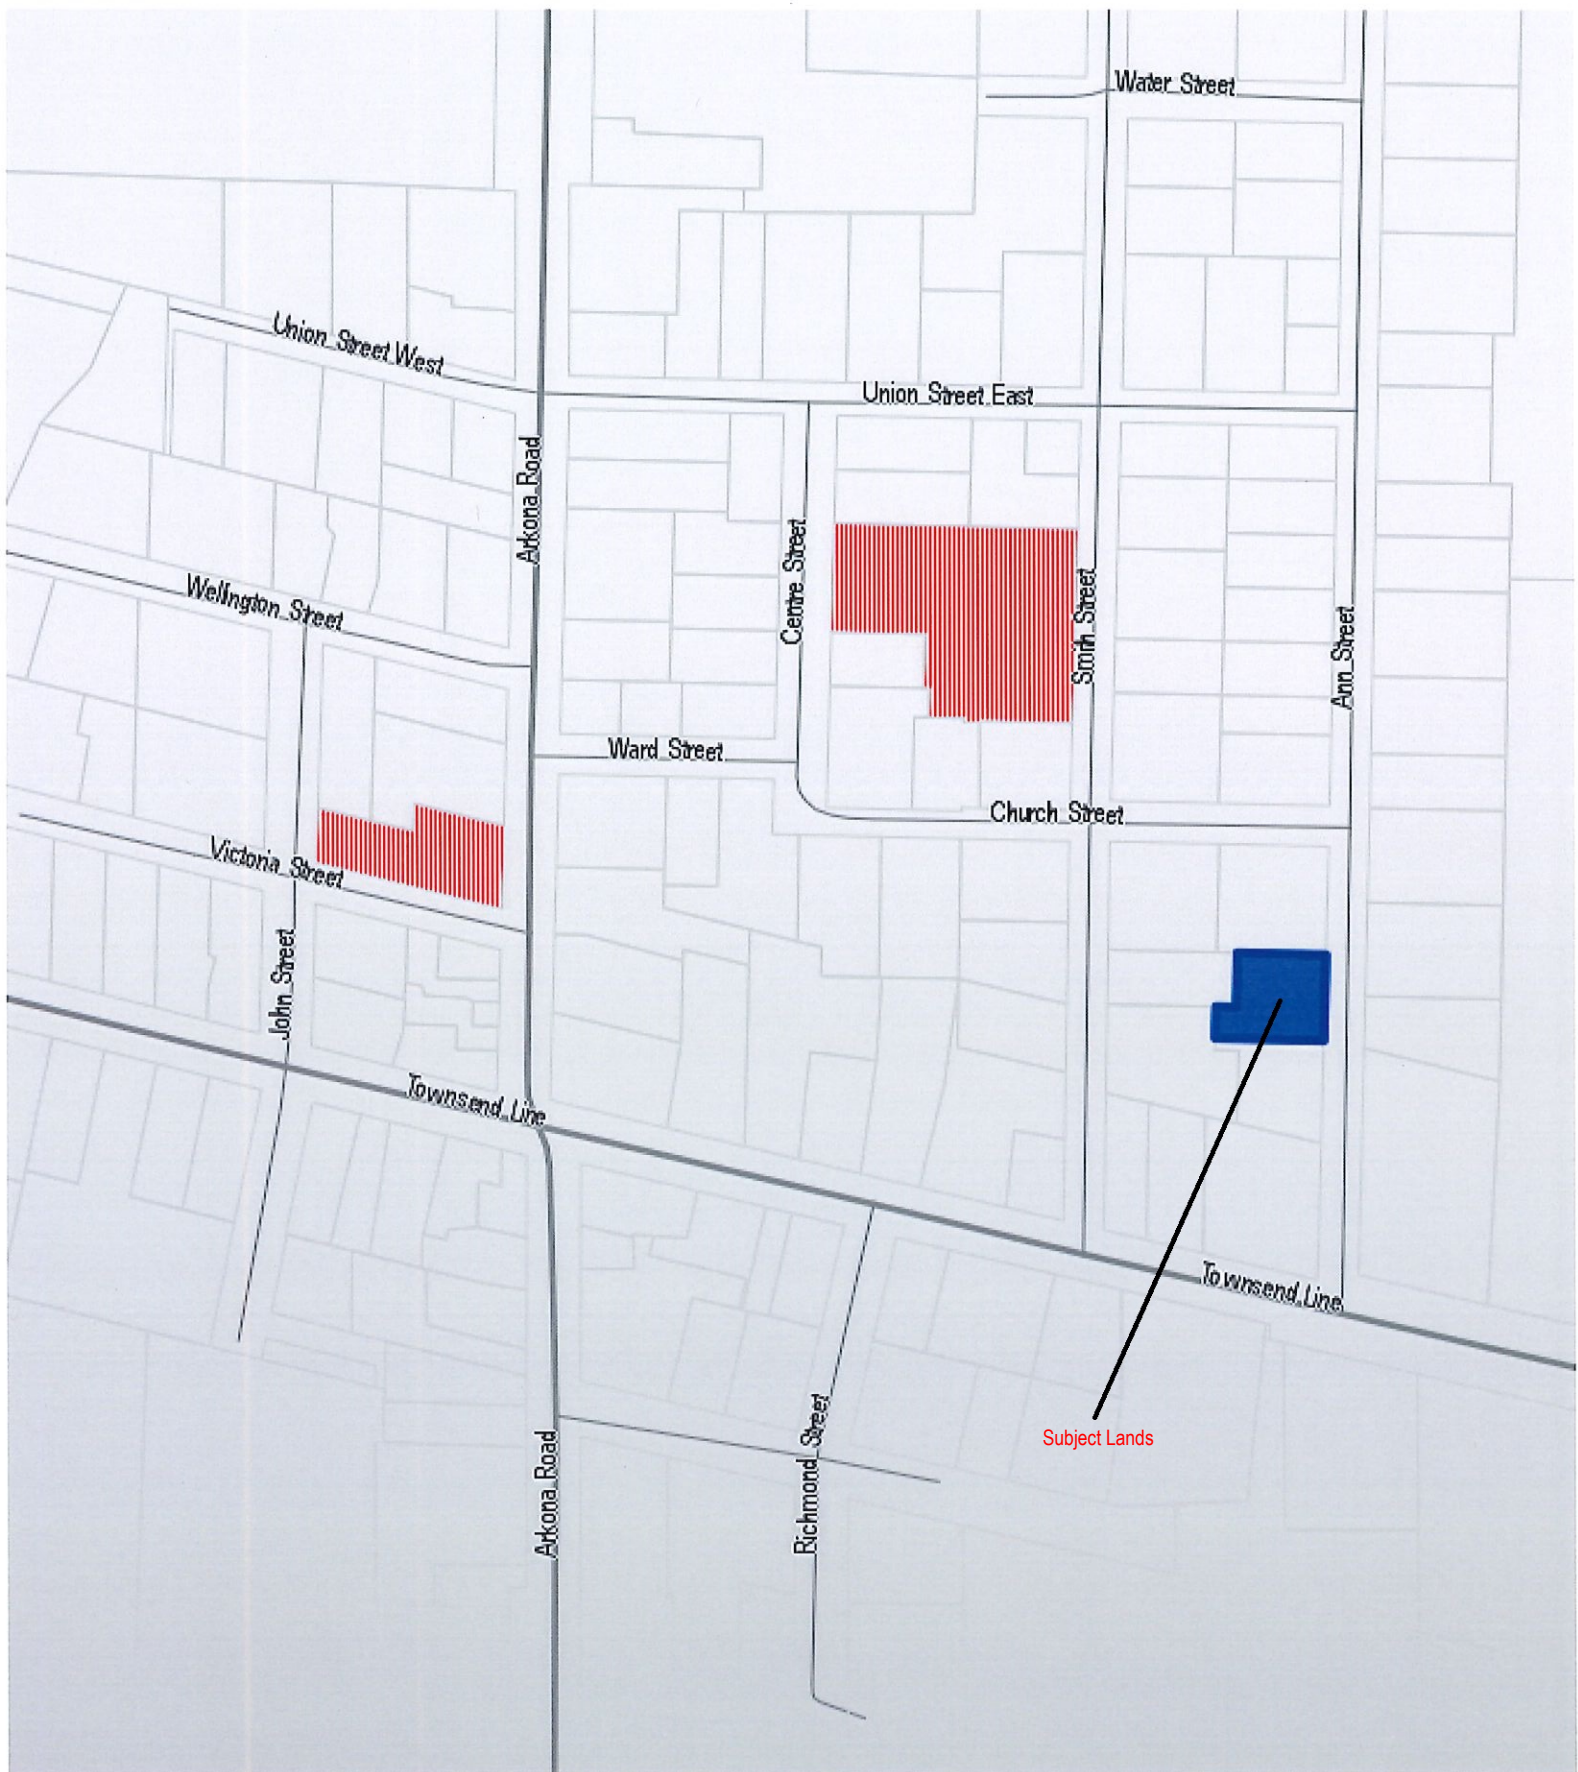 Water Street
Union Street West
Union Street East
Arkona Road
Centre Street
Smith Street
Ann Street
Wellington Street
Ward Street
Church Street
Victoria Street
John Street
Townsend Line
Townsend Line
Richmond Street
Arkona Road
Subject Lands